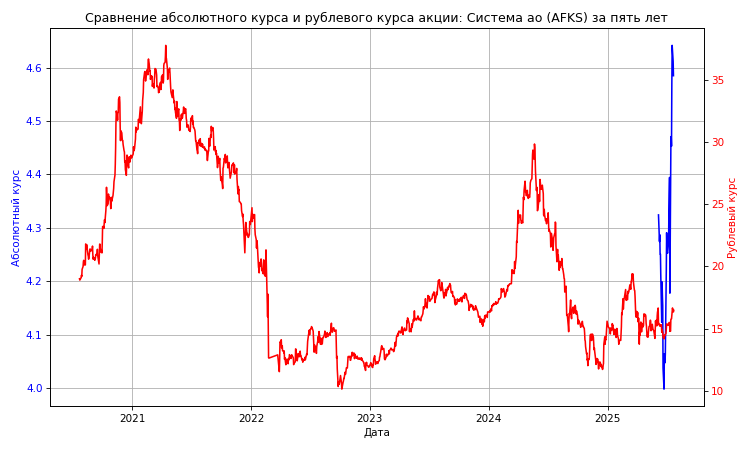 Сравнение абсолютного курса и рублевого курса акции: Система ао (AFKS) за пять лет
4.6
4.5
4.4
4.3
4.2
4.1
4.0
Абсолютный курс
35
30
25
20
15
10
Рублевый курс
2021 2022 2023 2024 2025
Дата